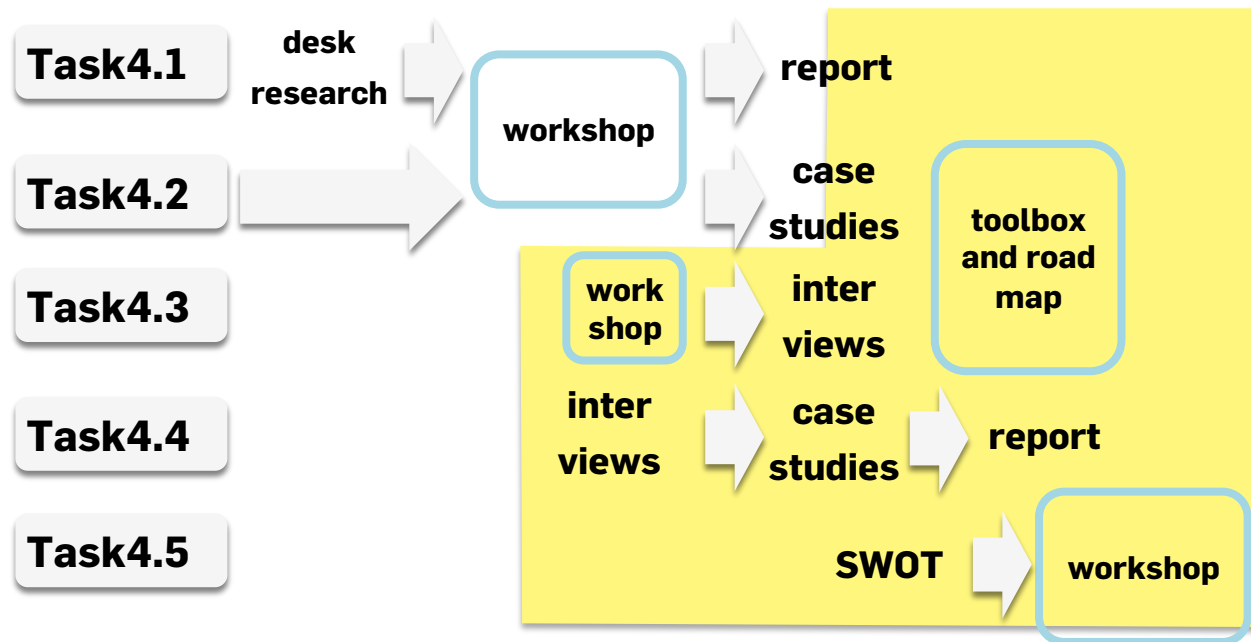 Task4.1
desk
research
workshop
report
Task4.2
case
studies
toolbox
and road
map
Task4.3
work
shop
inter
views
Task4.4
inter
views
case
studies
report
Task4.5
SWOT
workshop